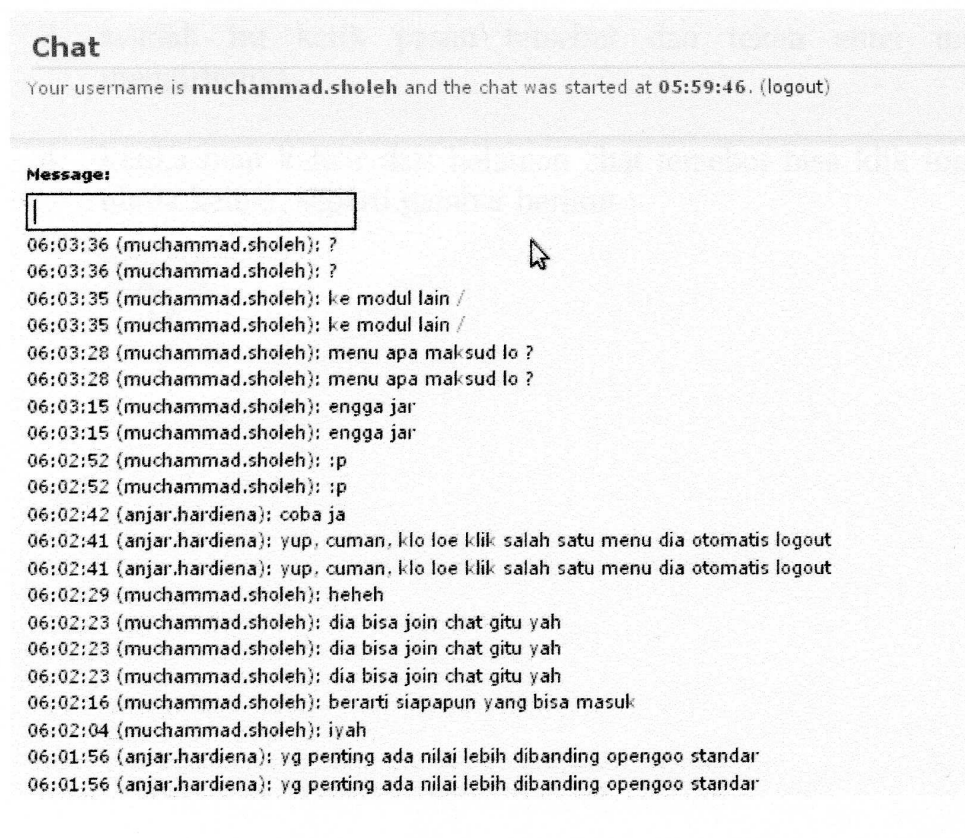 Chat
Your username is muchammad.sholeh and the chat was started at 05:59:46. (logout)
Message:
06:03:36 (muchammad.sholeh): ?
06:03:36 (muchammad.sholeh): ?
06:03:35 (muchammad.sholeh): ke modul lain /
06:03:35 (muchammad.sholeh): ke modul lain /
06:03:28 (muchammad.sholeh): menu apa maksud lo ?
06:03:28 (muchammad.sholeh): menu apa maksud lo ?
06:03:15 (muchammad.sholeh): engga jar
06:03:15 (muchammad.sholeh): engga jar
06:02:52 (muchammad.sholeh): :p
06:02:52 (muchammad.sholeh): :p
06:02:42 (anjar.hardiena): coba ja
06:02:41 (anjar.hardiena): yup, cuman, klo loe klik salah satu menu dia otomatis logout
06:02:41 (anjar.hardiena): yup, cuman, klo loe klik salah satu menu dia otomatis logout
06:02:29 (muchammad.sholeh): heheh
06:02:23 (muchammad.sholeh): dia bisa join chat gitu yah
06:02:23 (muchammad.sholeh): dia bisa join chat gitu yah
06:02:23 (muchammad.sholeh): dia bisa join chat gitu yah
06:02:16 (muchammad.sholeh): berarti siapapun yang bisa masuk
06:02:04 (muchammad.sholeh): iyah
06:01:56 (anjar.hardiena): yg penting ada nilai lebih dibanding opengoo standar
06:01:56 (anjar.hardiena): yg penting ada nilai lebih dibanding opengoo standar